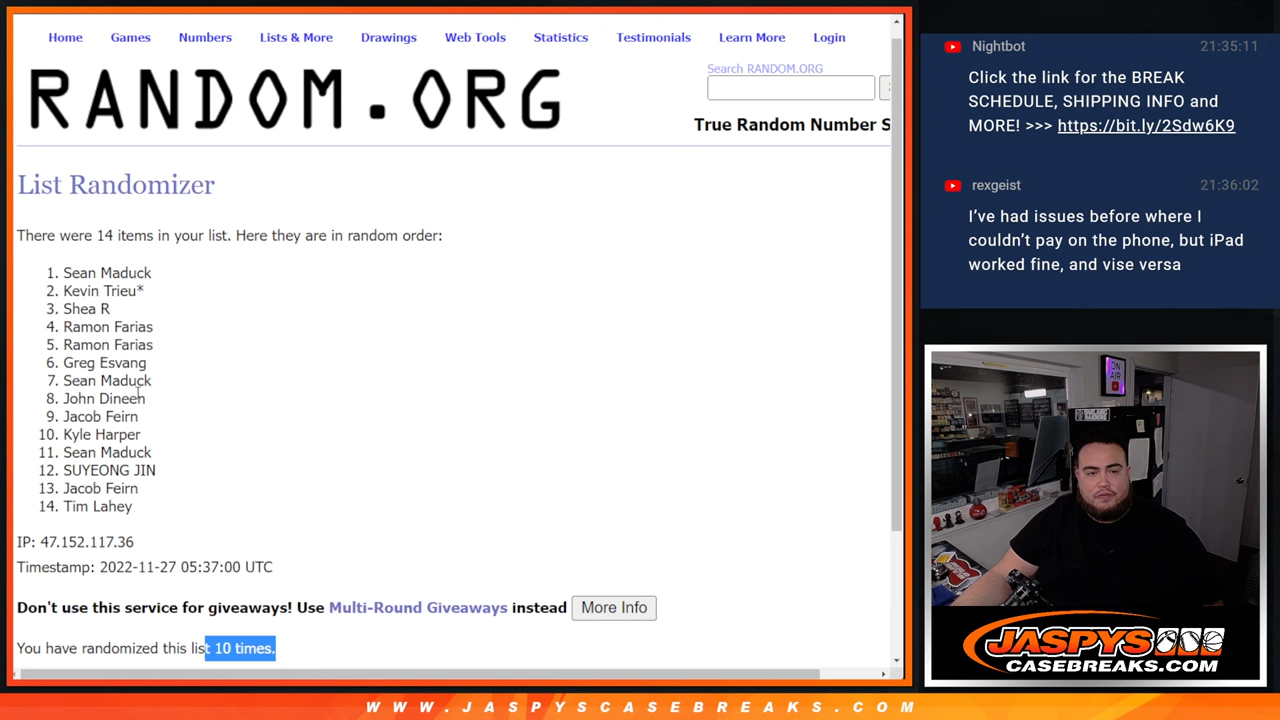 Home Games Numbers Lists & More Drawings Web Tools Statistics Testimonials Learn More Login
RANDOM.ORG
Search RANDOM.ORG
True Random Number S
List Randomizer
There were 14 items in your list. Here they are in random order:
1. Sean Maduck
2. Kevin Trieu*
3. Shea R
4. Ramon Farias
5. Ramon Farias
6. Greg Esvang
7. Sean Maduck
8. John Dineen
9. Jacob Feirn
10. Kyle Harper
11. Sean Maduck
12. SUYEONG JIN
13. Jacob Feirn
14. Tim Lahey
IP: 47.152.117.36
Timestamp: 2022-11-27 05:37:00 UTC
Don't use this service for giveaways! Use Multi-Round Giveaways instead More Info
You have randomized this list 10 times.
Nightbot 21:35:11
Click the link for the BREAK
SCHEDULE, SHIPPING INFO and
MORE! >>> https://bit.ly/2Sdw6K9
rexgeist 21:36:02
I've had issues before where I
couldn't pay on the phone, but iPad
worked fine, and vise versa
ON
AIR
JASPYS
CASEBREAKS.COM
WWW.JASPYSCASEBREAKS.COM